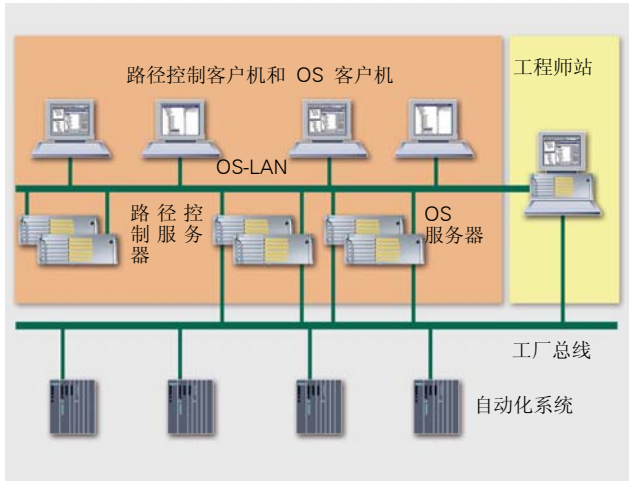 路径控制客户机和 OS 客户机
工程师站
OS-LAN
路径控
制服务
器
OS
服务器
工厂总线
自动化系统